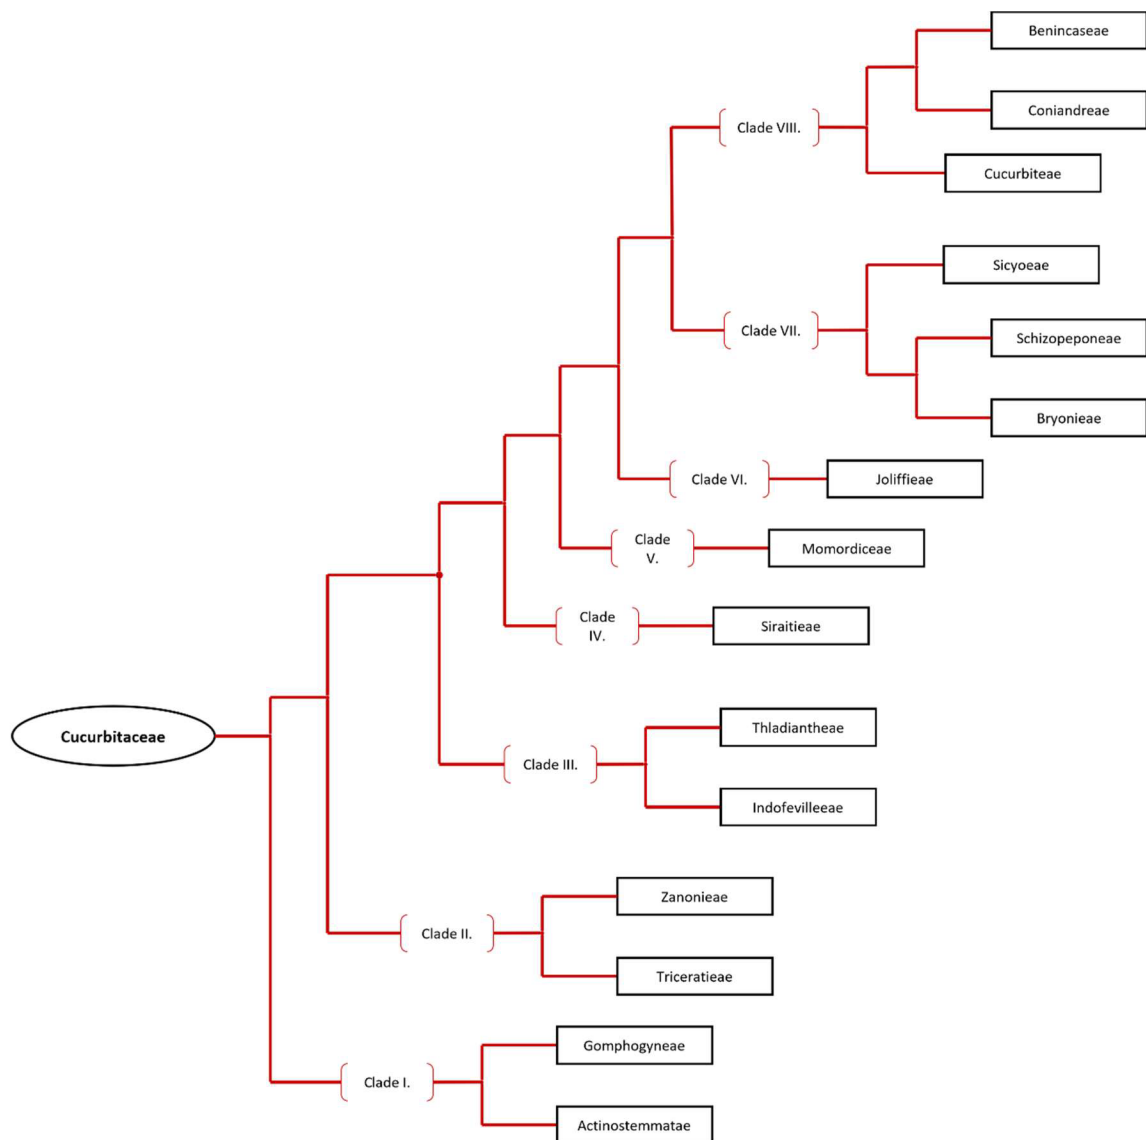 Benincaseae
Coniandreae
Clade VIII.
Cucurbiteae
Sicyoeae
Clade VII.
Schizopeponeae
Bryonieae
Clade VI.
Joliffieae
Clade
V.
Momordiceae
Clade
IV.
Siraitieae
Cucurbitaceae
Thladiantheae
Clade III.
Indofevilleeae
Zanonieae
Clade II.
Triceratieae
Gomphogyneae
Clade I.
Actinostemmatae